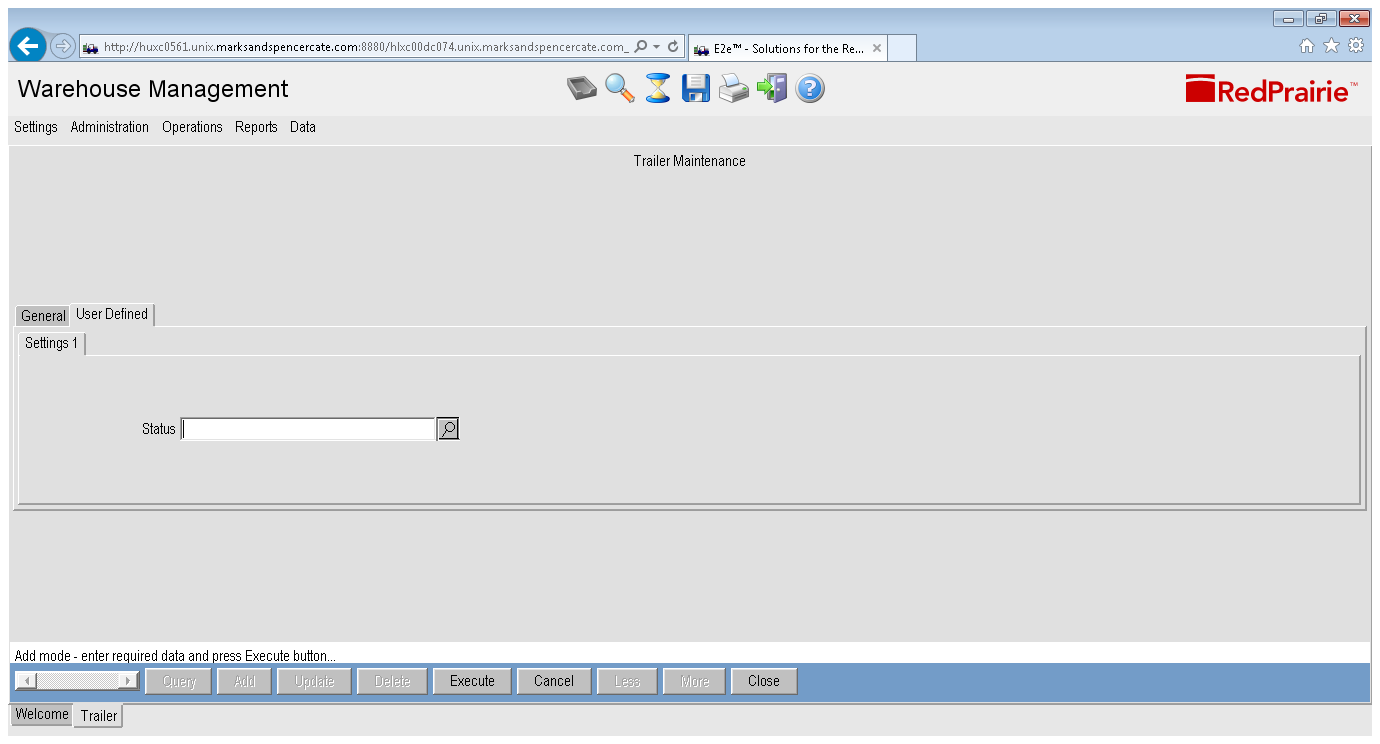 http://huxc0561.unix.marksandspencercate.com:8880/hlxc00dc074.unix.marksandspencercate.com_
E2e™ - Solutions for the Re...
Warehouse Management
RedPrairie™
Settings Administration Operations Reports Data
Trailer Maintenance
General User Defined
Settings 1
Status
Add mode - enter required data and press Execute button...
Query Add Update Delete Execute Cancel Less More Close
Welcome Trailer